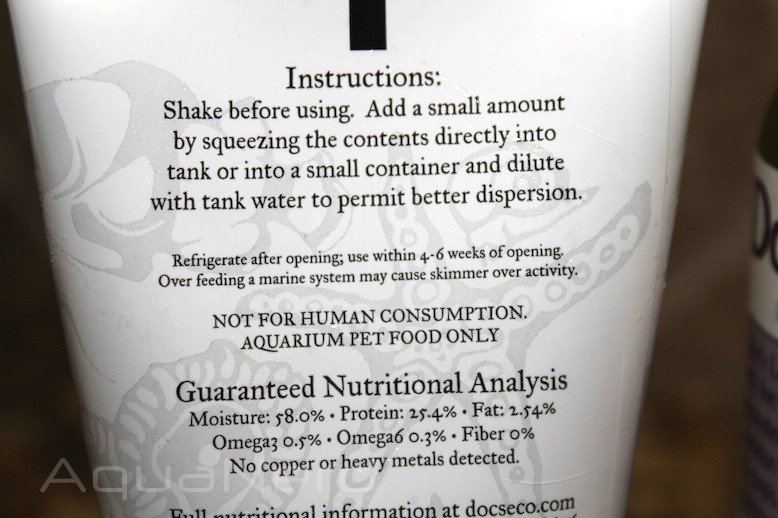 Instructions:
Shake before using. Add a small amount
by squeezing the contents directly into
tank or into a small container and dilute
with tank water to permit better dispersion.
Refrigerate after opening; use within 4-6 weeks of opening.
Over feeding a marine system may cause skimmer over activity.
NOT FOR HUMAN CONSUMPTION.
AQUARIUM PET FOOD ONLY
Guaranteed Nutritional Analysis
Moisture: 58.0% • Protein: 25.4% • Fat: 2.54%
Omega3 0.5% • Omega6 0.3% • Fiber 0%
No copper or heavy metals detected.
AquaNerd
Full nutritional information at docseco.com